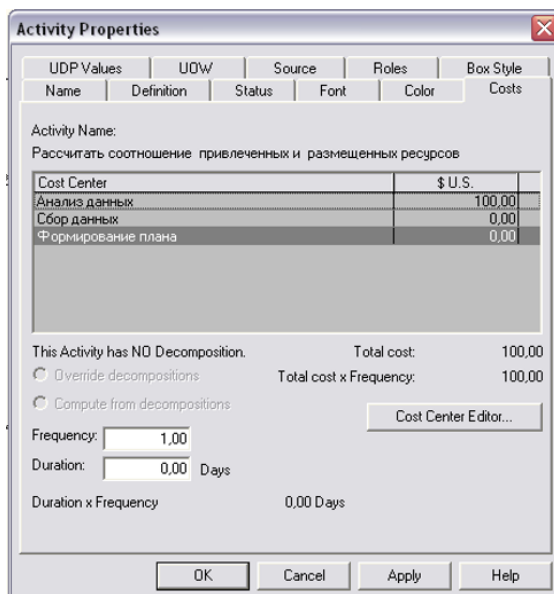 Activity Properties
UDP Values UOW Source Roles Box Style
Name Definition Status Font Color Costs
Activity Name:
Рассчитать соотношение привлеченных и размещенных ресурсов
Cost Center $ U.S.
Анализ данных 100,00
Сбор данных 0,00
Формирование плана 0,00
This Activity has NO Decomposition. Total cost: 100,00
Override decompositions Total cost x Frequency: 100,00
Compute from decompositions
Cost Center Editor...
Frequency: 1,00
Duration: 0,00 Days
Duration x Frequency 0,00 Days
OK Cancel Apply Help